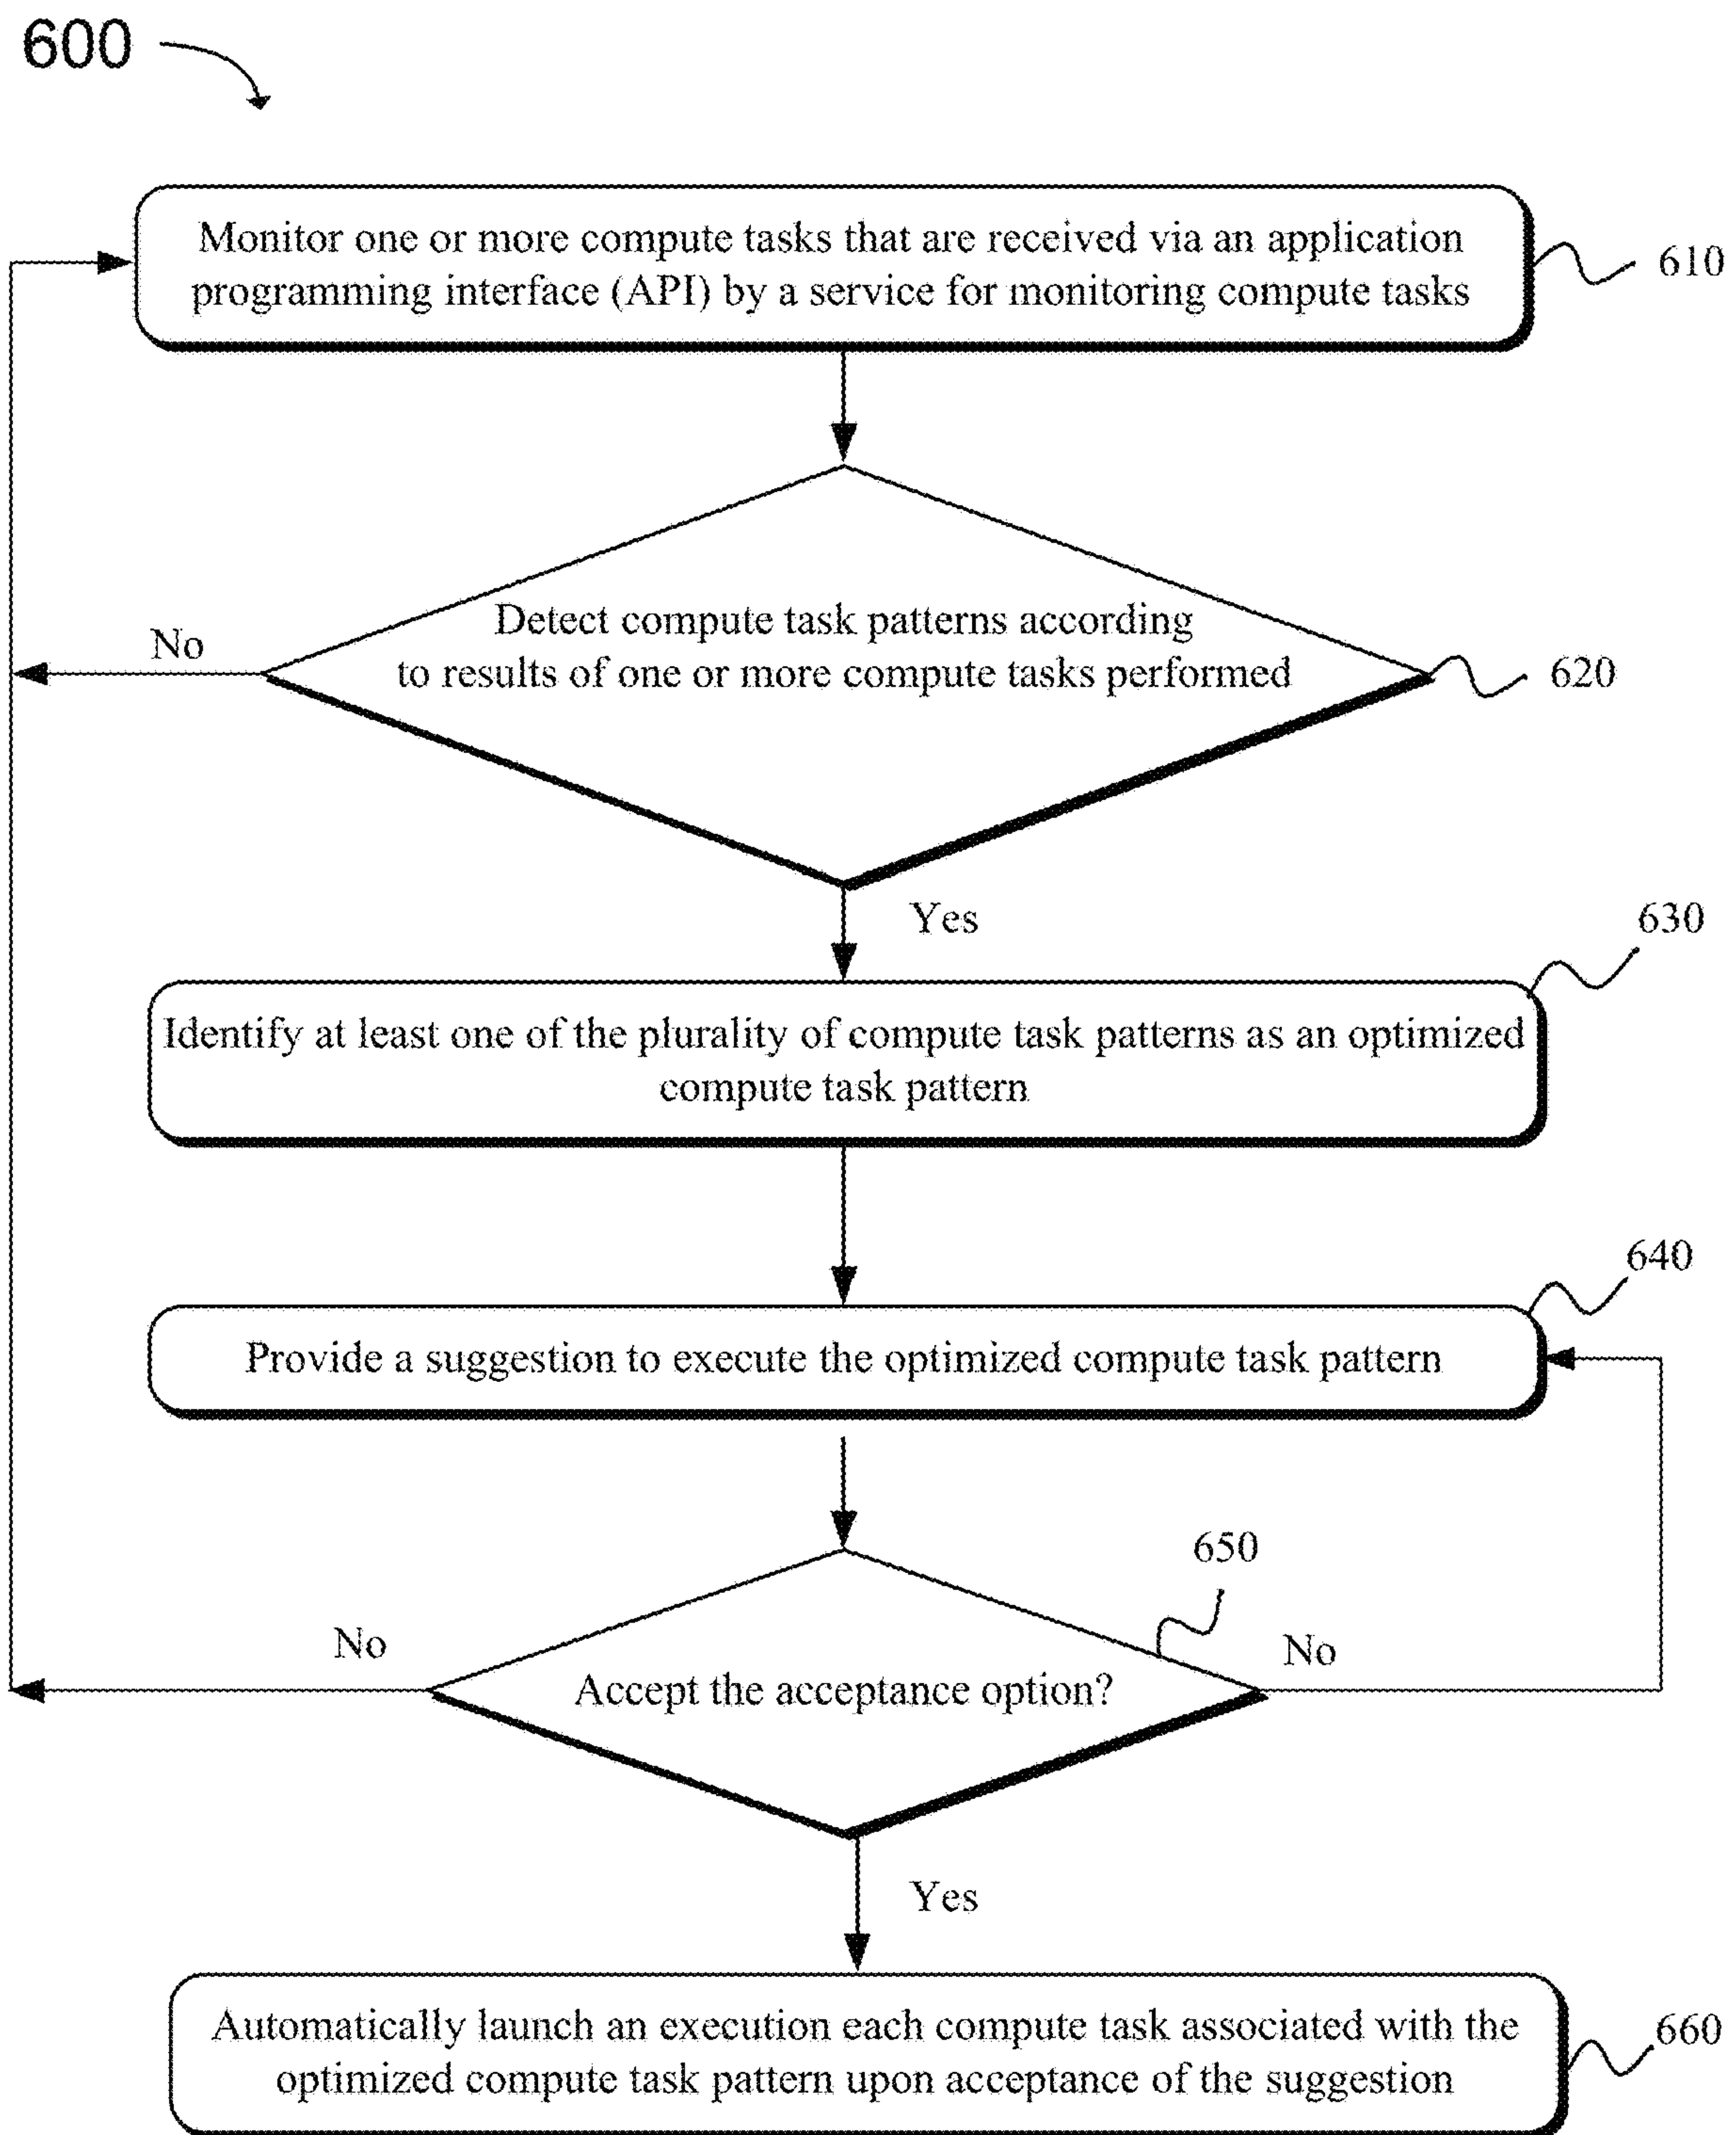 600
Monitor one or more compute tasks that are received via an application
programming interface (API) by a service for monitoring compute tasks
610
Detect compute task patterns according
to results of one or more compute tasks performed
No
620
Yes
630
Identify at least one of the plurality of compute task patterns as an optimized
compute task pattern
640
Provide a suggestion to execute the optimized compute task pattern
650
No
Accept the acceptance option?
No
Yes
Automatically launch an execution each compute task associated with the
optimized compute task pattern upon acceptance of the suggestion
660